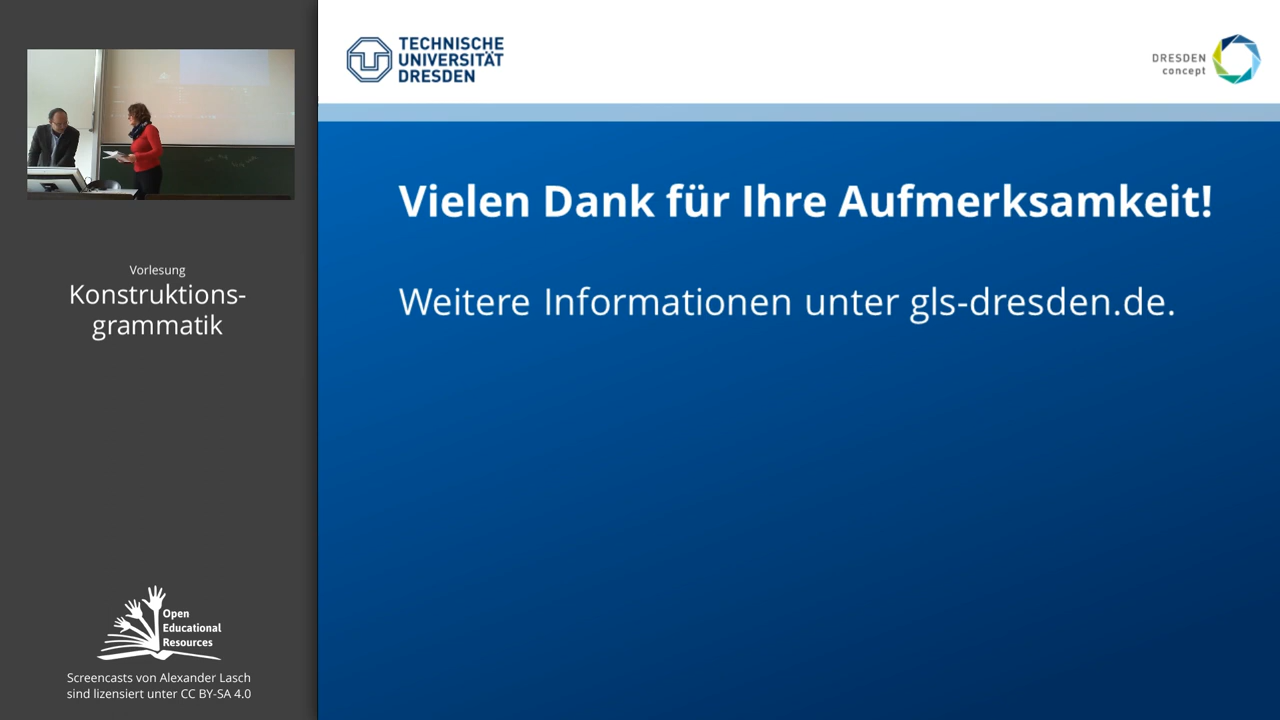 Vorlesung
Konstruktions-
grammatik
Open
Educational
Resources
Screencasts von Alexander Lasch
sind lizensiert unter CC BY-SA 4.0
TECHNISCHE
UNIVERSITÄT
DRESDEN
DRESDEN
concept
Vielen Dank für Ihre Aufmerksamkeit!
Weitere Informationen unter gls-dresden.de.